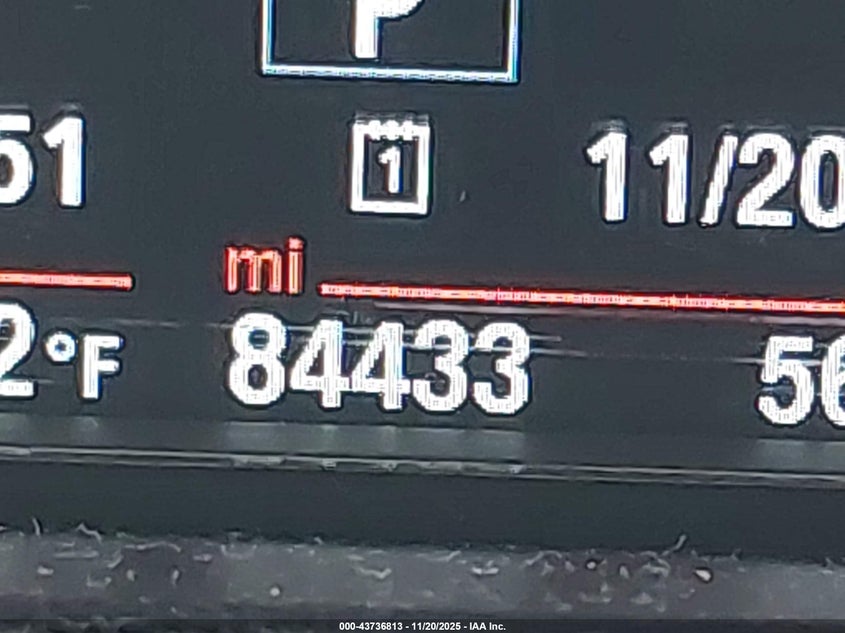 P
51 1 11/20
mi
2°F 84433 56
000-43736813 - 11/20/2025 - IAA Inc.